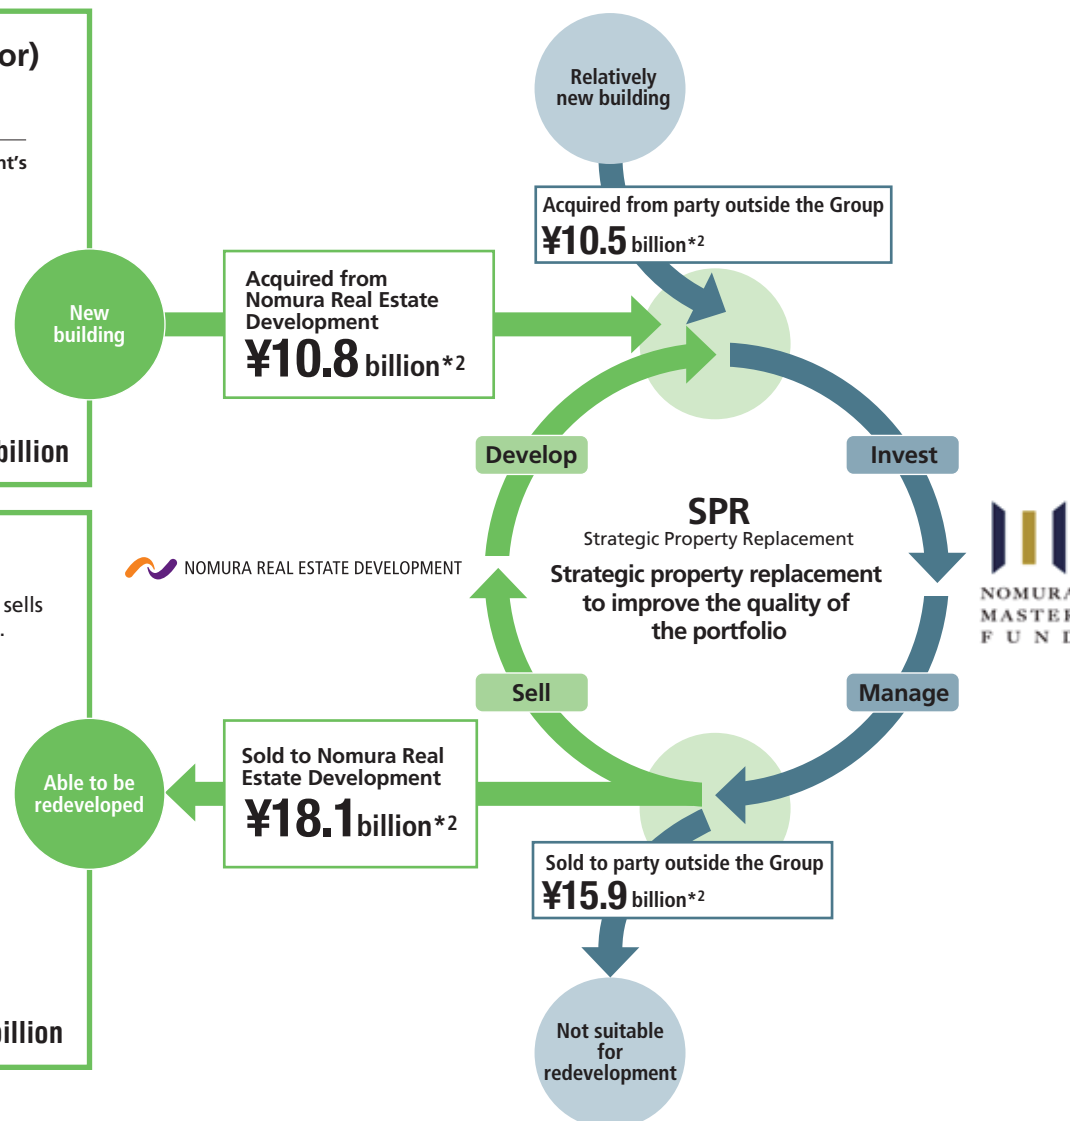 or)
nt's
New
building
billion
Acquired from
Nomura Real Estate
Development
¥10.8 billion*2
Relatively
new building
Acquired from party outside the Group
¥10.5 billion*2
Develop
Invest
SPR
Strategic Property Replacement
Strategic property replacement
to improve the quality of
the portfolio
NOMURA REAL ESTATE DEVELOPMENT
NOMURA
MASTER
FUND
Sell
Manage
sells
.
Able to be
redeveloped
Sold to Nomura Real
Estate Development
¥18.1 billion*2
Sold to party outside the Group
¥15.9 billion*2
Not suitable
for
redevelopment
billion